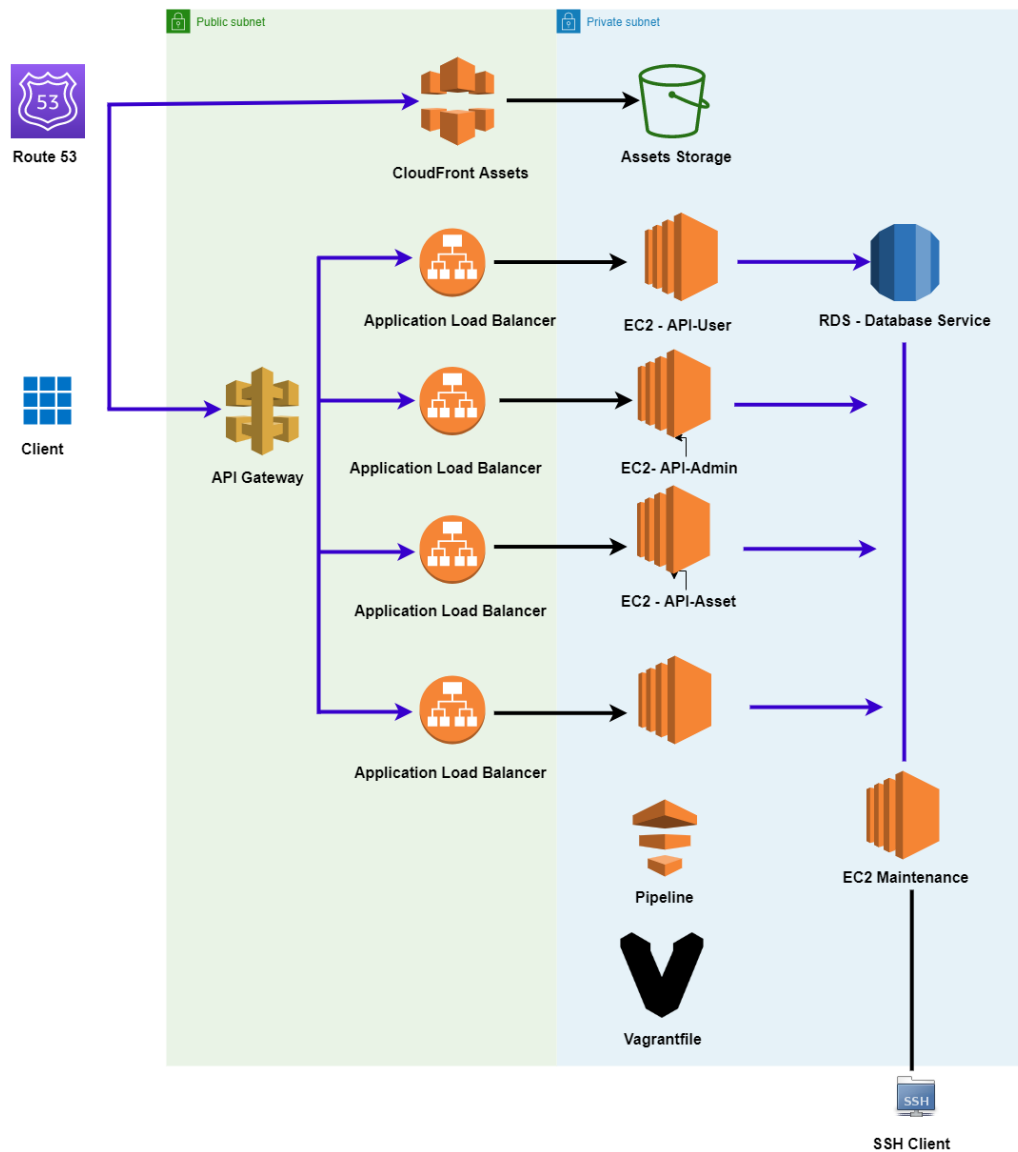 Public subnet
Private subnet
53
Route 53
CloudFront Assets
Assets Storage
Application Load Balancer
EC2 - API-User
RDS - Database Service
Client
API Gateway
Application Load Balancer
EC2- API-Admin
Application Load Balancer
EC2 - API-Asset
Application Load Balancer
EC2 Maintenance
Pipeline
Vagrantfile
SSH
SSH Client